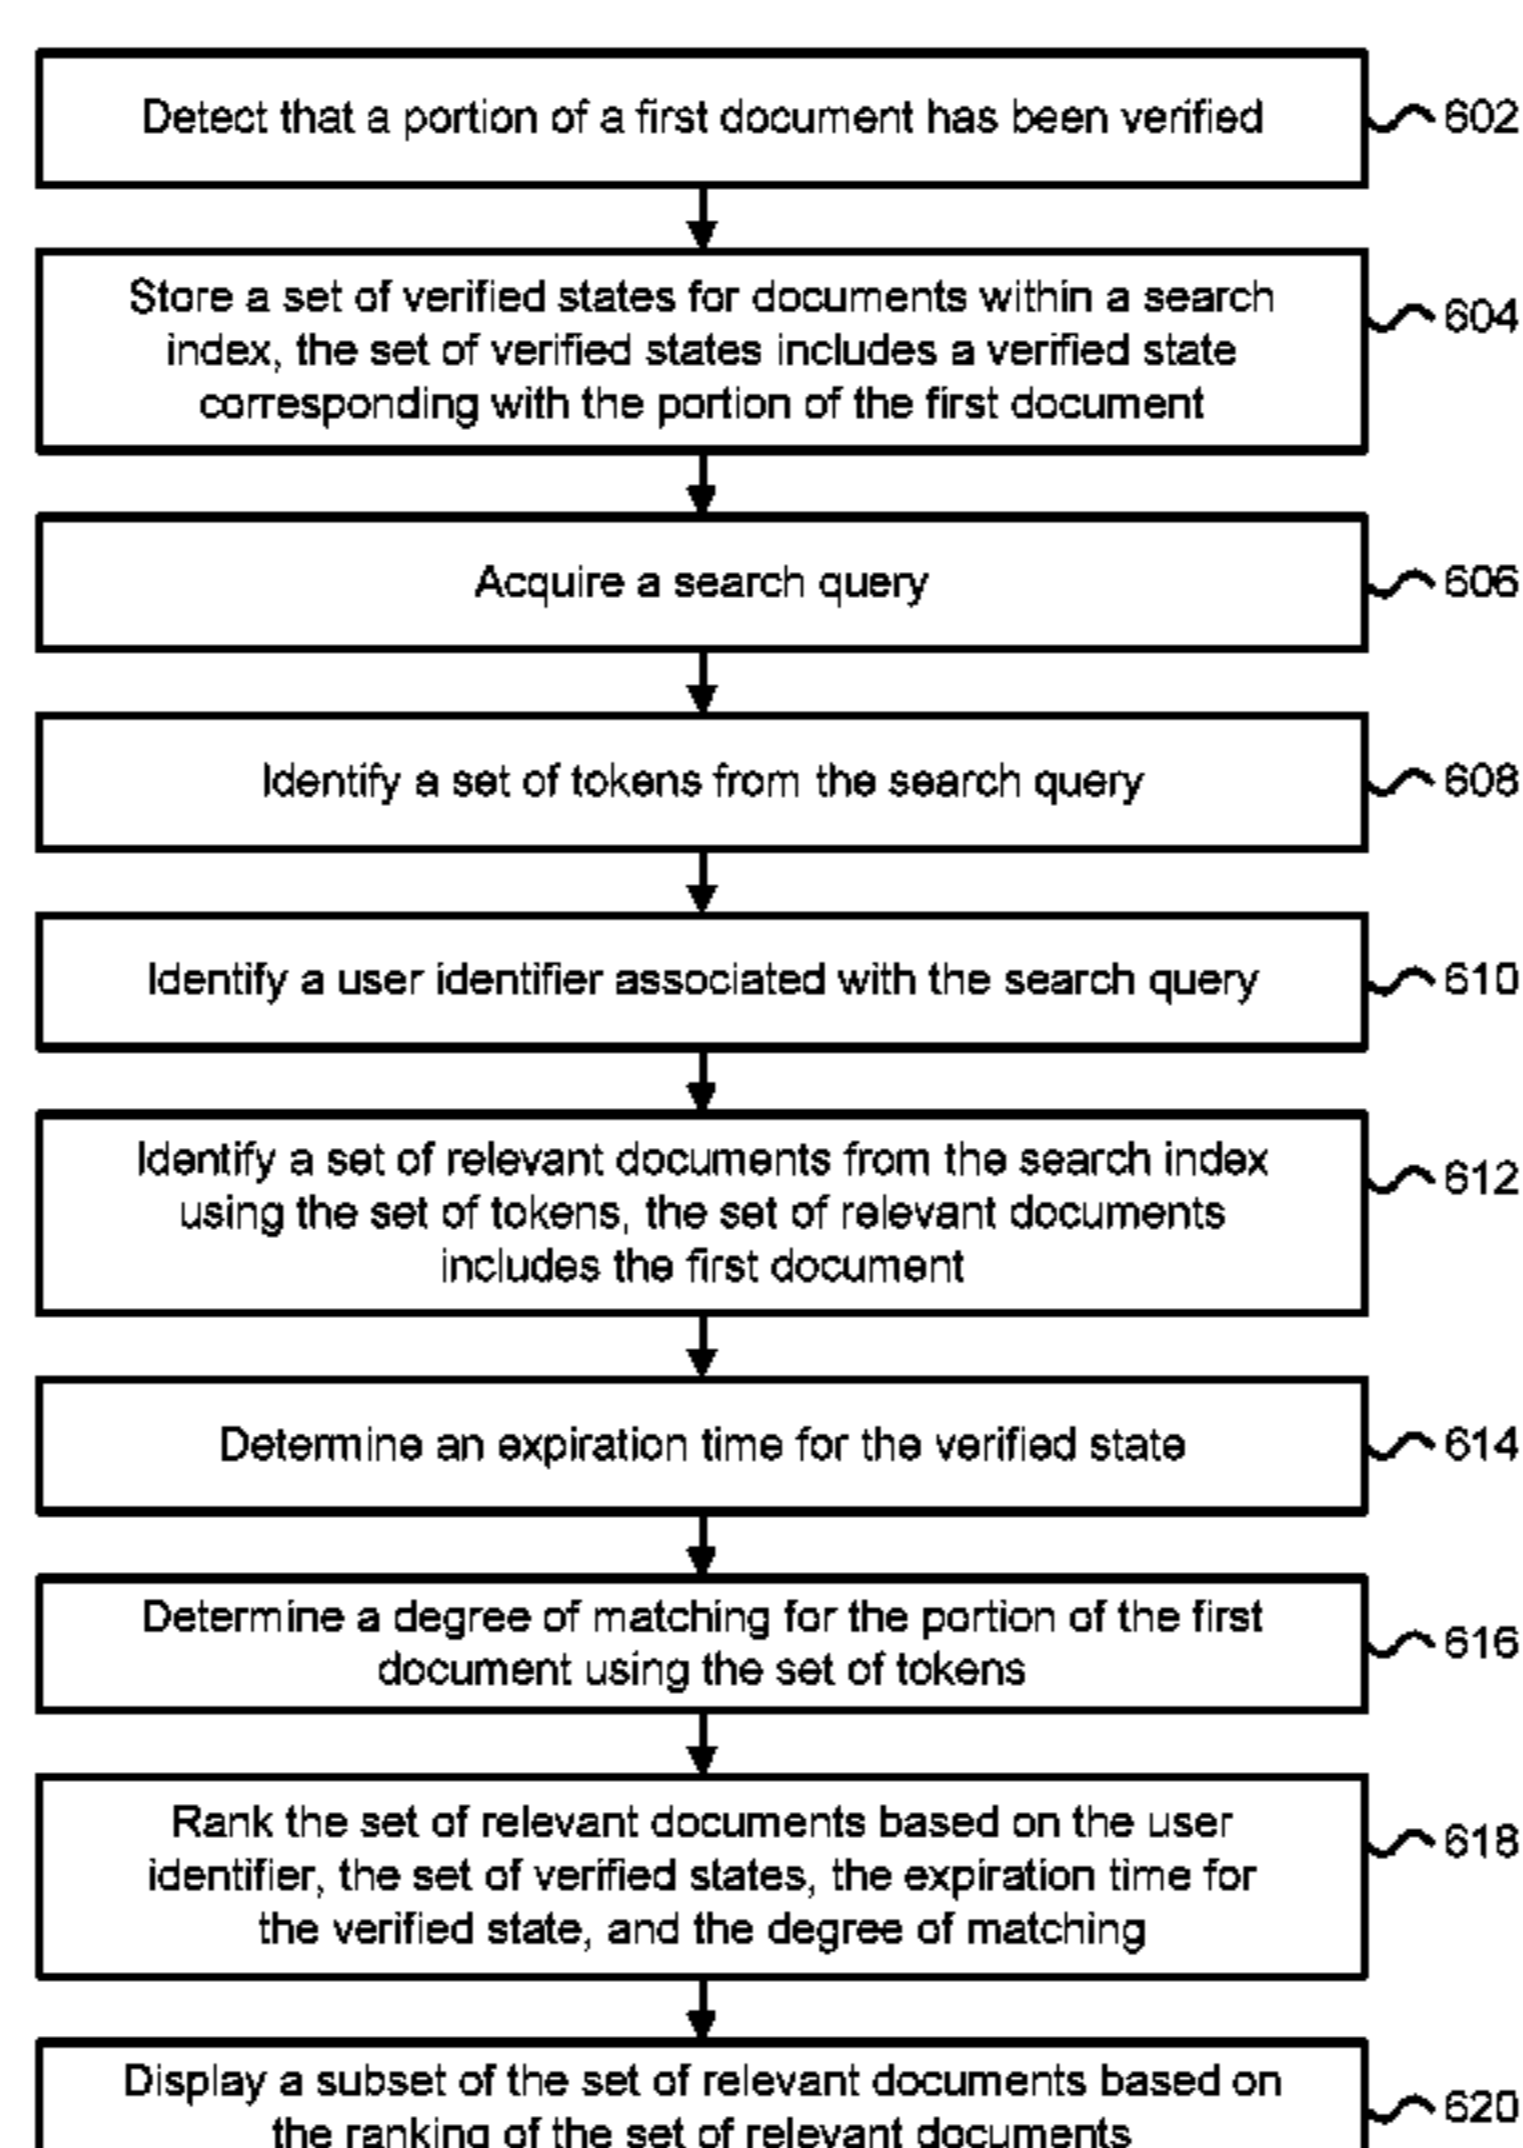 Detect that a portion of a first document has been verified
602
Store a set of verified states for documents within a search
index, the set of verified states includes a verified state
corresponding with the portion of the first document
604
Acquire a search query
606
Identify a set of tokens from the search query
608
Identify a user identifier associated with the search query
610
Identify a set of relevant documents from the search index
using the set of tokens, the set of relevant documents
includes the first document
612
Determine an expiration time for the verified state
614
Determine a degree of matching for the portion of the first
document using the set of tokens
616
Rank the set of relevant documents based on the user
identifier, the set of verified states, the expiration time for
the verified state, and the degree of matching
618
Display a subset of the set of relevant documents based on
the ranking of the set of relevant documents
620